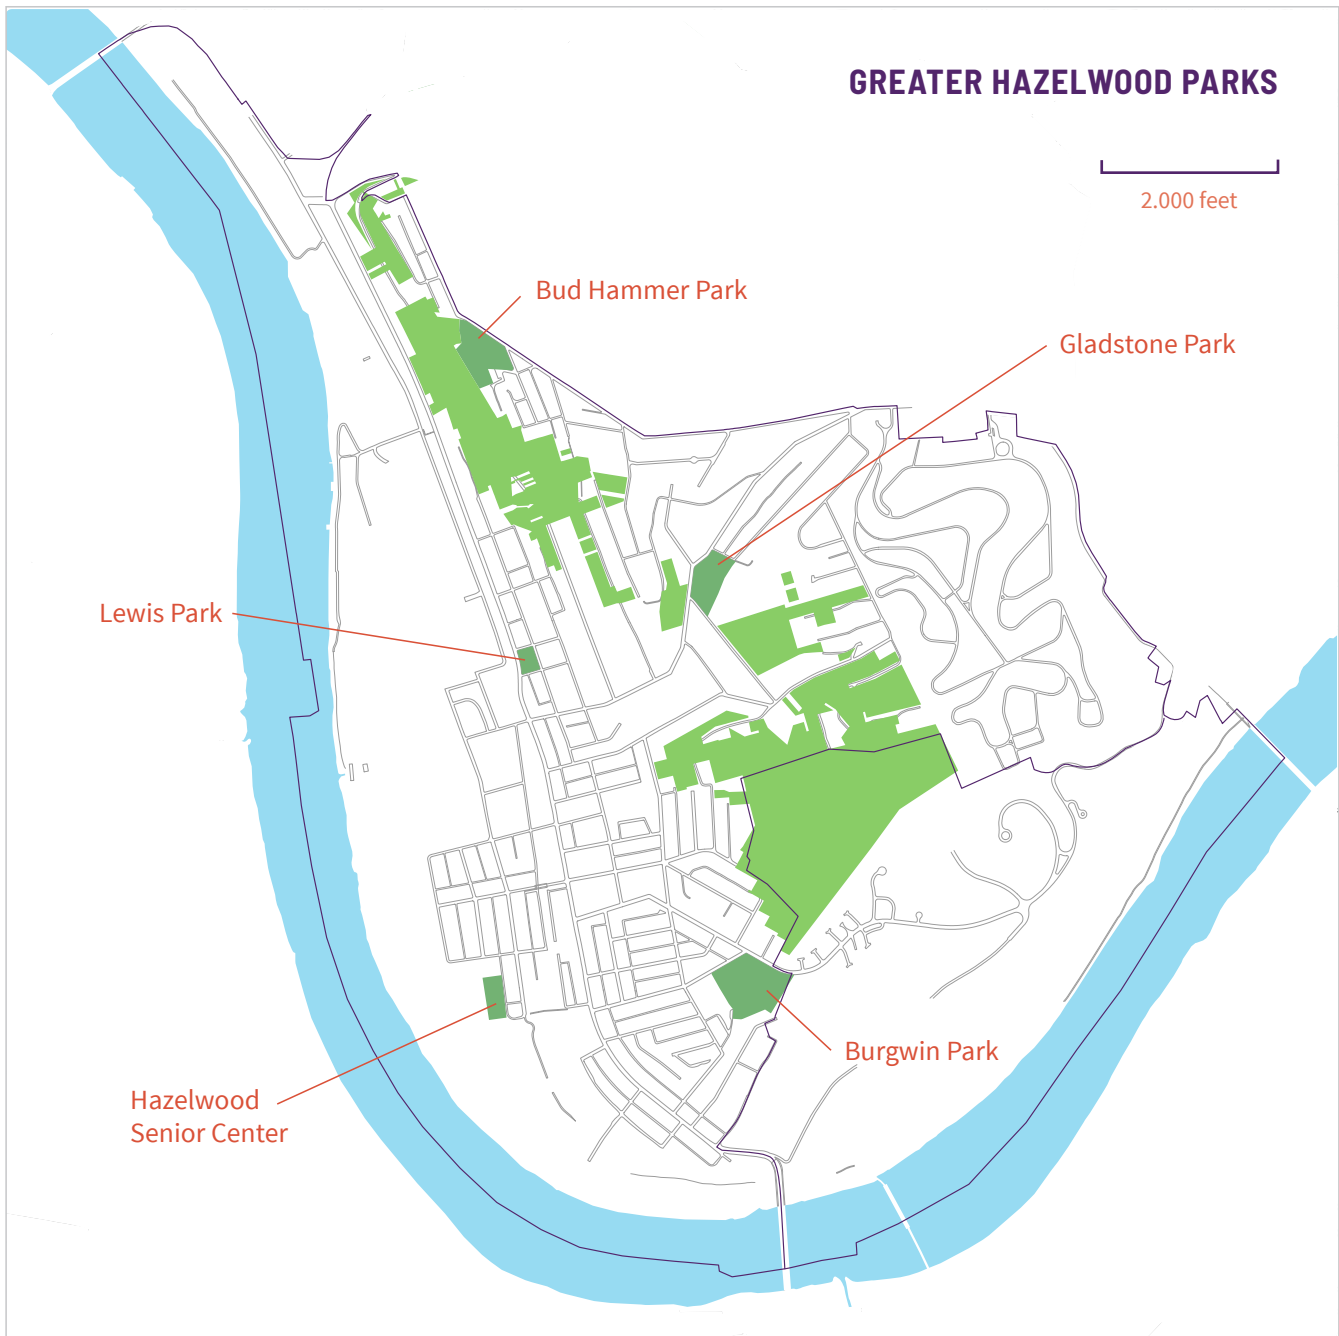 GREATER HAZELWOOD PARKS
2.000 feet
Bud Hammer Park
Gladstone Park
Lewis Park
Burgwin Park
Hazelwood
Senior Center